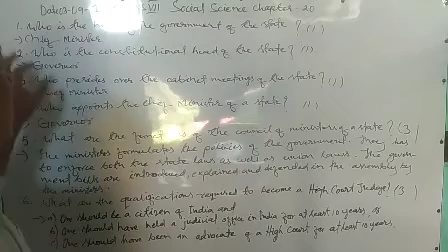 Date:03-09- VII Social Science Chapter-20
1. Who is the head of the government of the state? (1)
→ Chief Minister
2. Who is the constitutional head of the state? (1)
Governor
Who presides over the cabinet meetings of the state? (1)
Chief Minister
Who appoints the Chief-Minister of a state? (1)
Governor
5. What are the functions of the council of ministers of a state? (3)
→ The ministers formulates the policies of the government. They has
to enforce both the state laws as well as union laws. The govern-
ment bills are introduced, explained and defended in the assembly by
the ministers.
6. What are the qualifications required to become a High Court Judge? (3)
→ a) One should be a citizen of India and
b) One should have held a judicial office in India for at least 10 years, or
c) One should have been an advocate of a High Court for at least 10 years.